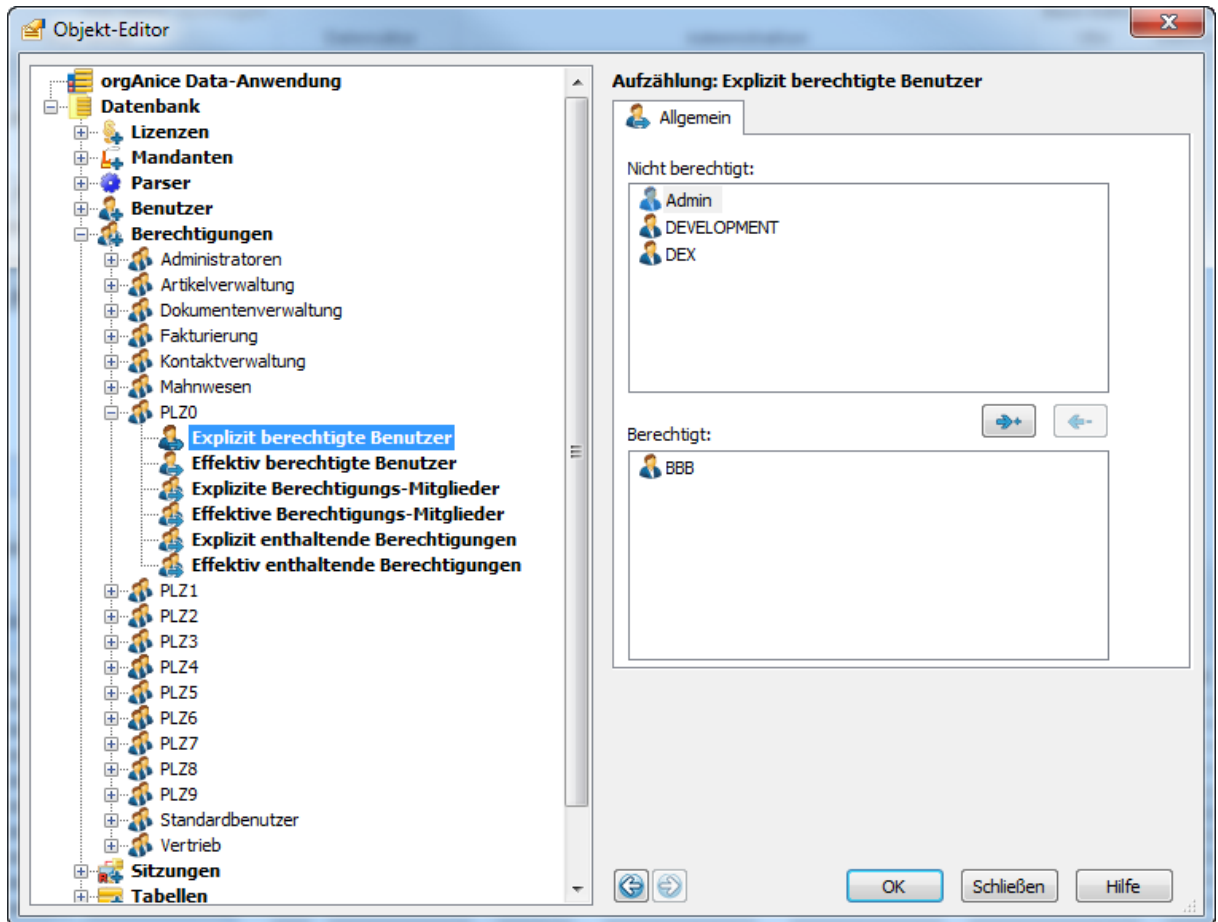 Objekt-Editor
orgAnice Data-Anwendung
Datenbank
Lizenzen
Mandanten
Parser
Benutzer
Berechtigungen
Administratoren
Artikelverwaltung
Dokumentenverwaltung
Fakturierung
Kontaktverwaltung
Mahnwesen
PLZ0
Explizit berechtigte Benutzer
Effektiv berechtigte Benutzer
Explizite Berechtigungs-Mitglieder
Effektive Berechtigungs-Mitglieder
Explizit enthaltende Berechtigungen
Effektiv enthaltende Berechtigungen
PLZ1
PLZ2
PLZ3
PLZ4
PLZ5
PLZ6
PLZ7
PLZ8
PLZ9
Standardbenutzer
Vertrieb
Sitzungen
Tabellen
Aufzählung: Explizit berechtigte Benutzer
Allgemein
Nicht berechtigt:
Admin
DEVELOPMENT
DEX
Berechtigt:
BBB
OK
Schließen
Hilfe